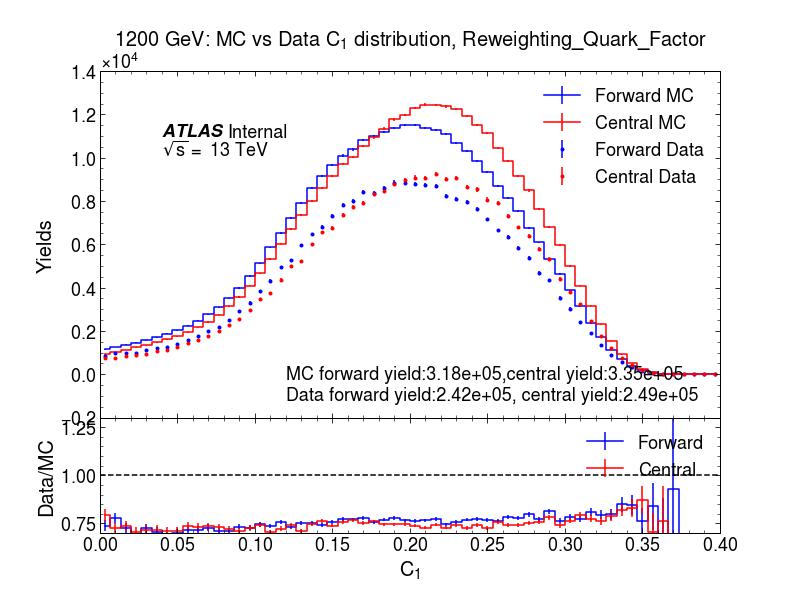 1200 GeV: MC vs Data C₁ distribution, Reweighting_Quark_Factor
×10⁴
1.4
1.2
1.0
0.8
0.6
0.4
0.2
0.0
0.2
Yields
ATLAS Internal
√s = 13 TeV
Forward MC
Central MC
Forward Data
Central Data
MC forward yield:3.18e+05,central yield:3.35e+05
Data forward yield:2.42e+05, central yield:2.49e+05
1.25
1.00
0.75
Data/MC
Forward
Central
0.00 0.05 0.10 0.15 0.20 0.25 0.30 0.35 0.40
C₁